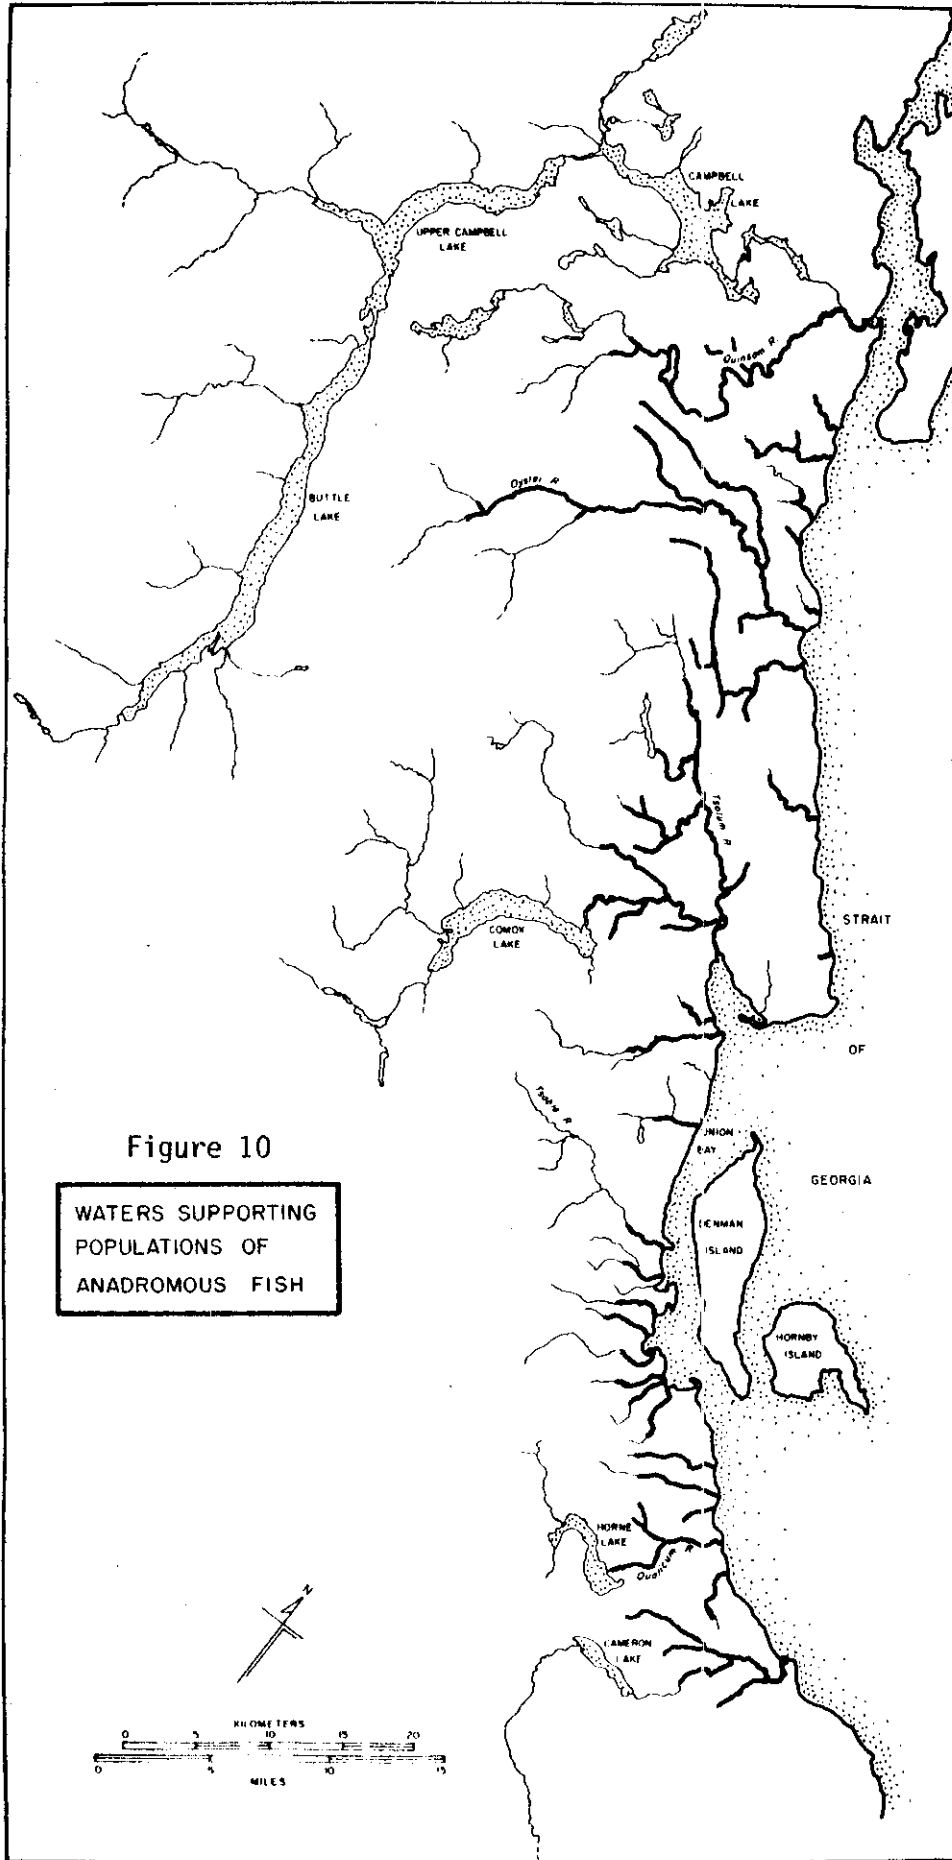 CAMPBELL
LAKE
UPPER CAMPBELL
LAKE
Quinsam R.
Oyster R
BUTTLE
LAKE
Tsolum R
STRAIT
COMOX
LAKE
OF
Tsable R
UNION
BAY
Figure 10
GEORGIA
WATERS SUPPORTING
POPULATIONS OF
ANADROMOUS FISH
DENMAN
ISLAND
HORNBY
ISLAND
HORNE
LAKE
Qualicum R
N
CAMERON
LAKE
KILOMETERS
0 5 10 15 20
0 5 10 15
MILES